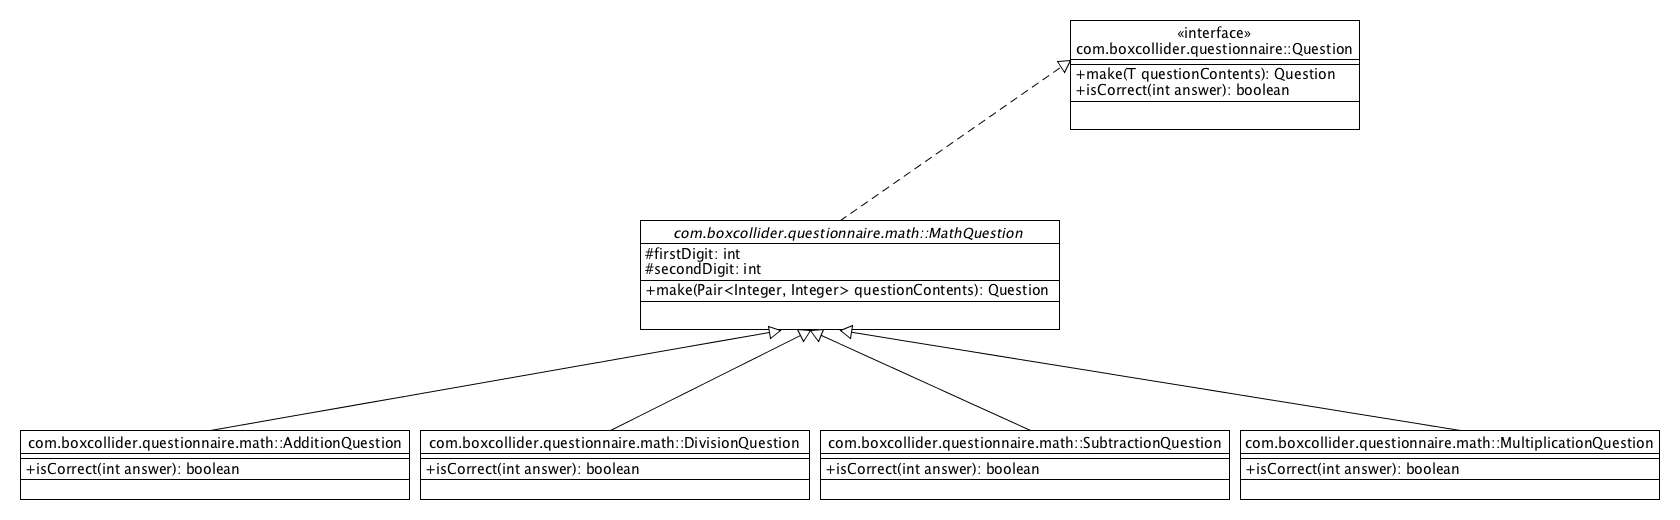 «interface»
com.boxcollider.questionnaire::Question
+make(T questionContents): Question
+isCorrect(int answer): boolean
com.boxcollider.questionnaire.math::MathQuestion
#firstDigit: int
#secondDigit: int
+make(Pair<Integer, Integer> questionContents): Question
com.boxcollider.questionnaire.math::AdditionQuestion
+isCorrect(int answer): boolean
com.boxcollider.questionnaire.math::DivisionQuestion
+isCorrect(int answer): boolean
com.boxcollider.questionnaire.math::SubtractionQuestion
+isCorrect(int answer): boolean
com.boxcollider.questionnaire.math::MultiplicationQuestion
+isCorrect(int answer): boolean